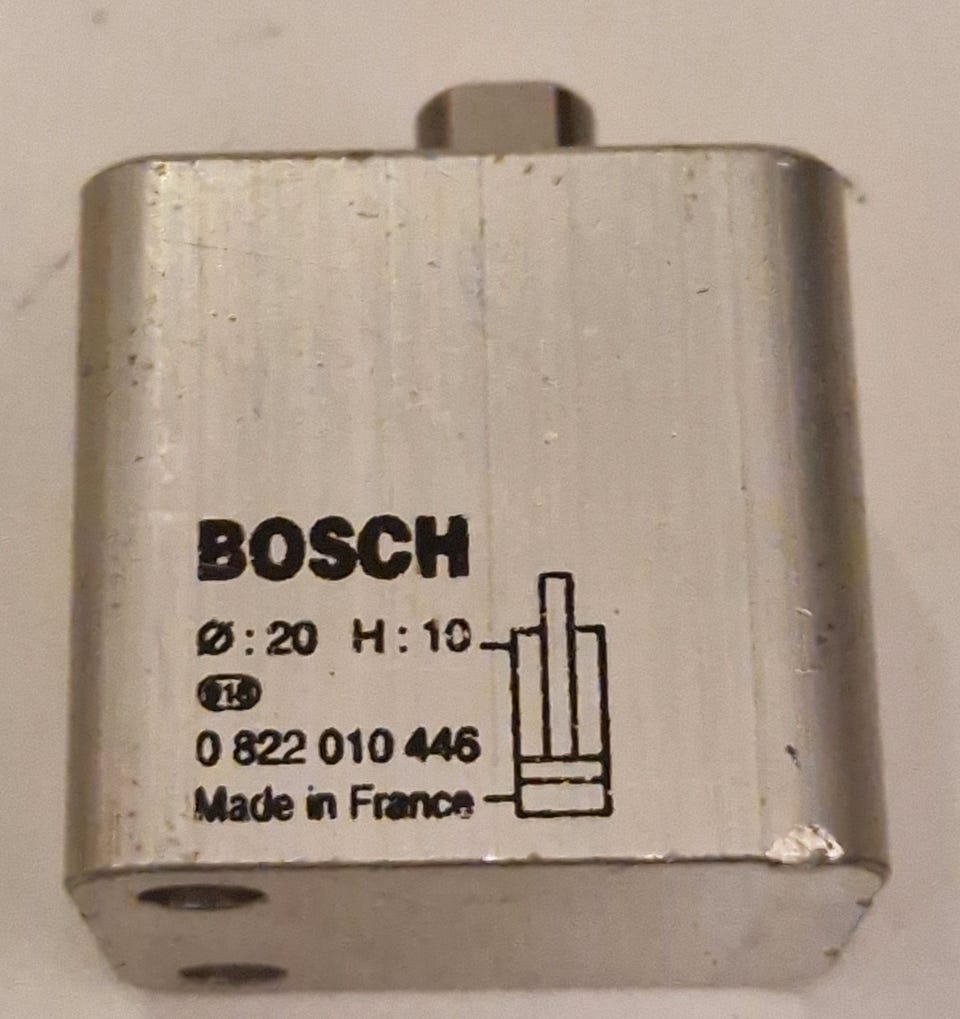 BOSCH
Ø : 20 H : 10
0 822 010 446
Made in France